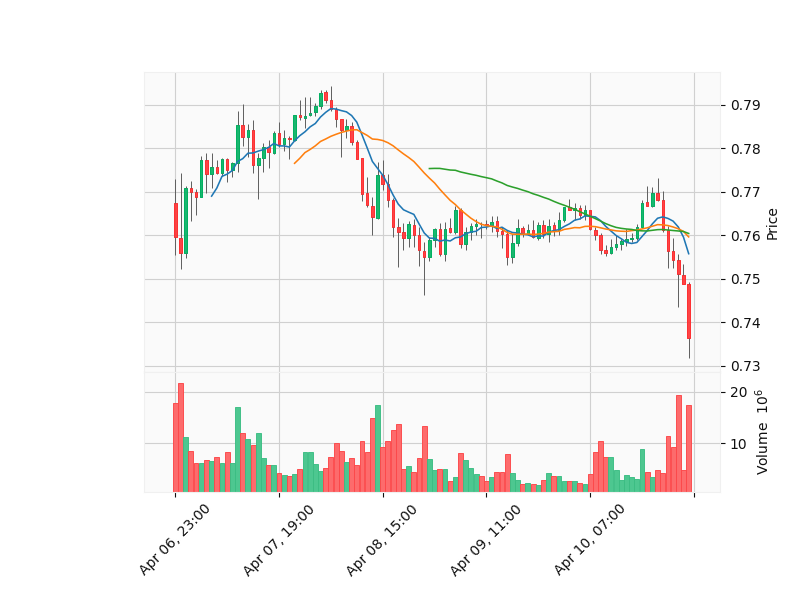 0.79
0.78
0.77
0.76
0.75
0.74
0.73
Price
20
10
Volume 10⁶
Apr 06, 23:00
Apr 07, 19:00
Apr 08, 15:00
Apr 09, 11:00
Apr 10, 07:00